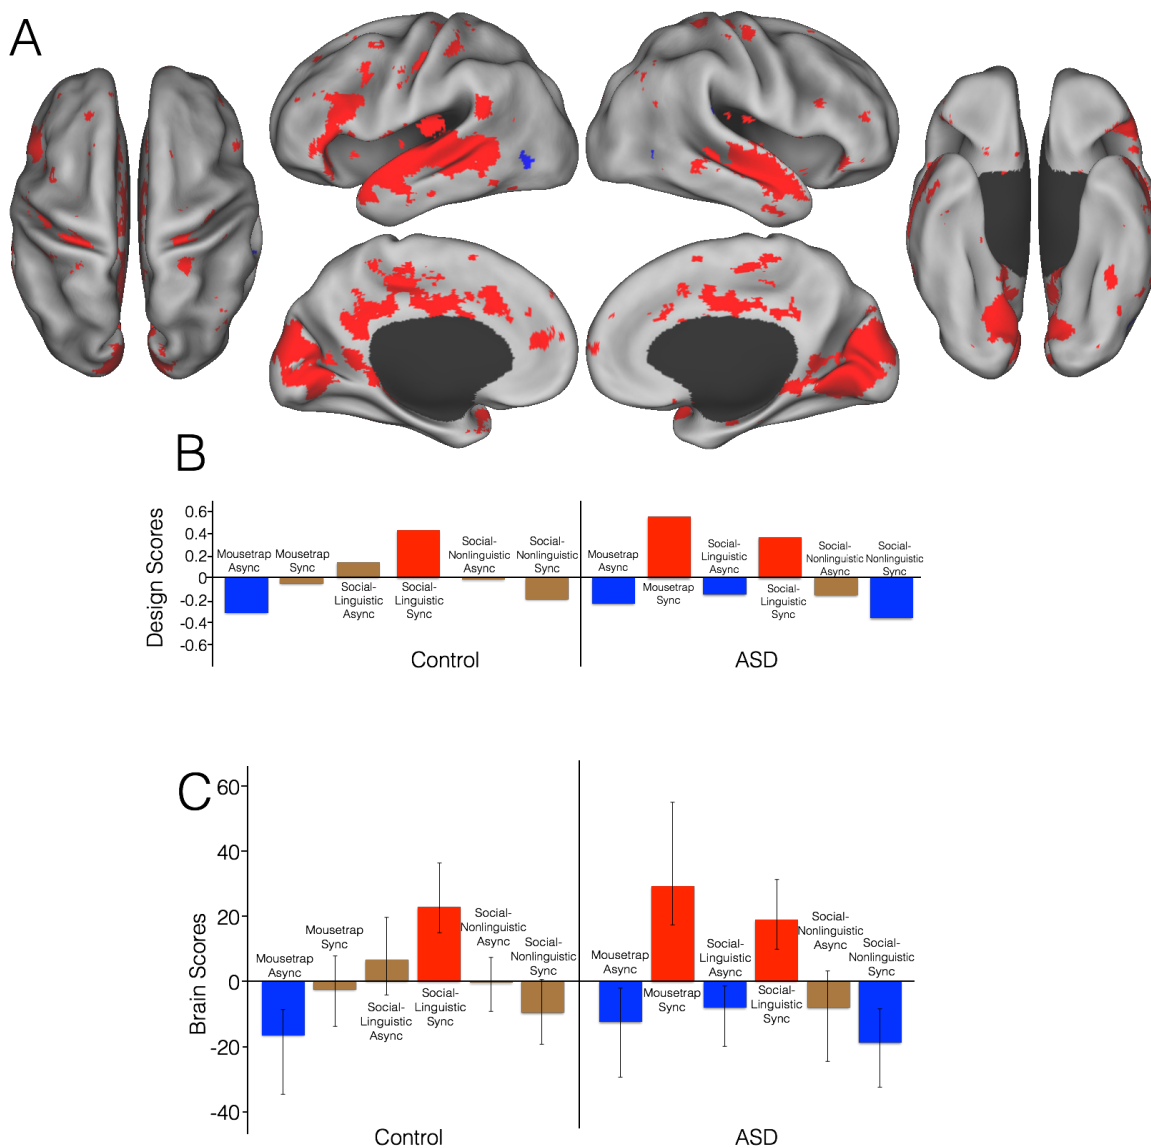 A
B
Design Scores
0.6
0.4
0.2
0
-0.2
-0.4
-0.6
Mousetrap
Async
Mousetrap
Sync
Social-
Linguistic
Async
Social-
Linguistic
Sync
Social-
Nonlinguistic
Async
Social-
Nonlinguistic
Sync
Control
Mousetrap
Async
Mousetrap
Sync
Social-
Linguistic
Async
Social-
Linguistic
Sync
Social-
Nonlinguistic
Async
Social-
Nonlinguistic
Sync
ASD
C
Brain Scores
60
40
20
0
-20
-40
Mousetrap
Async
Mousetrap
Sync
Social-
Linguistic
Async
Social-
Linguistic
Sync
Social-
Nonlinguistic
Async
Social-
Nonlinguistic
Sync
Control
Mousetrap
Async
Mousetrap
Sync
Social-
Linguistic
Async
Social-
Linguistic
Sync
Social-
Nonlinguistic
Async
Social-
Nonlinguistic
Sync
ASD